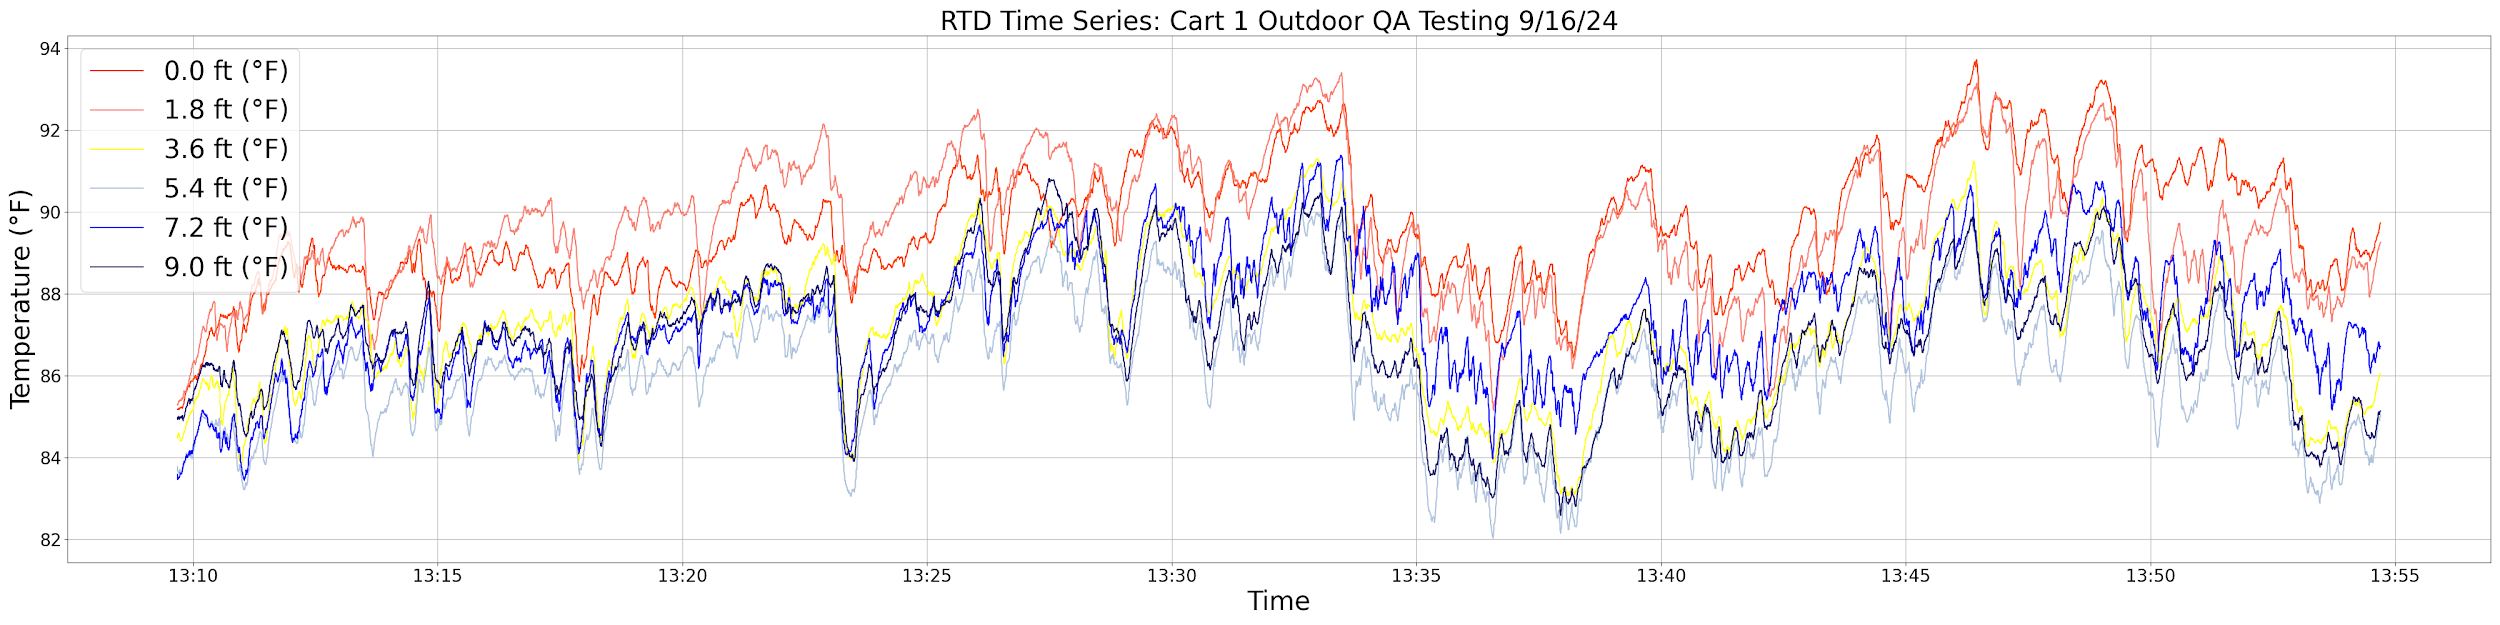 RTD Time Series: Cart 1 Outdoor QA Testing 9/16/24
Temperature (°F)
94
92
90
88
86
84
82
0.0 ft (°F)
1.8 ft (°F)
3.6 ft (°F)
5.4 ft (°F)
7.2 ft (°F)
9.0 ft (°F)
13:10 13:15 13:20 13:25 13:30 13:35 13:40 13:45 13:50 13:55
Time